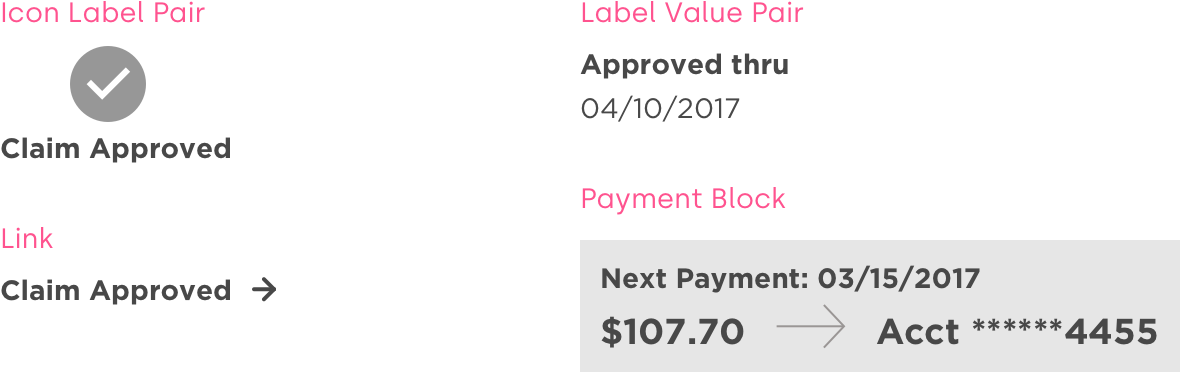 Icon Label Pair
Claim Approved
Link
Claim Approved
Label Value Pair
Approved thru
04/10/2017
Payment Block
Next Payment: 03/15/2017
$107.70 Acct ******4455